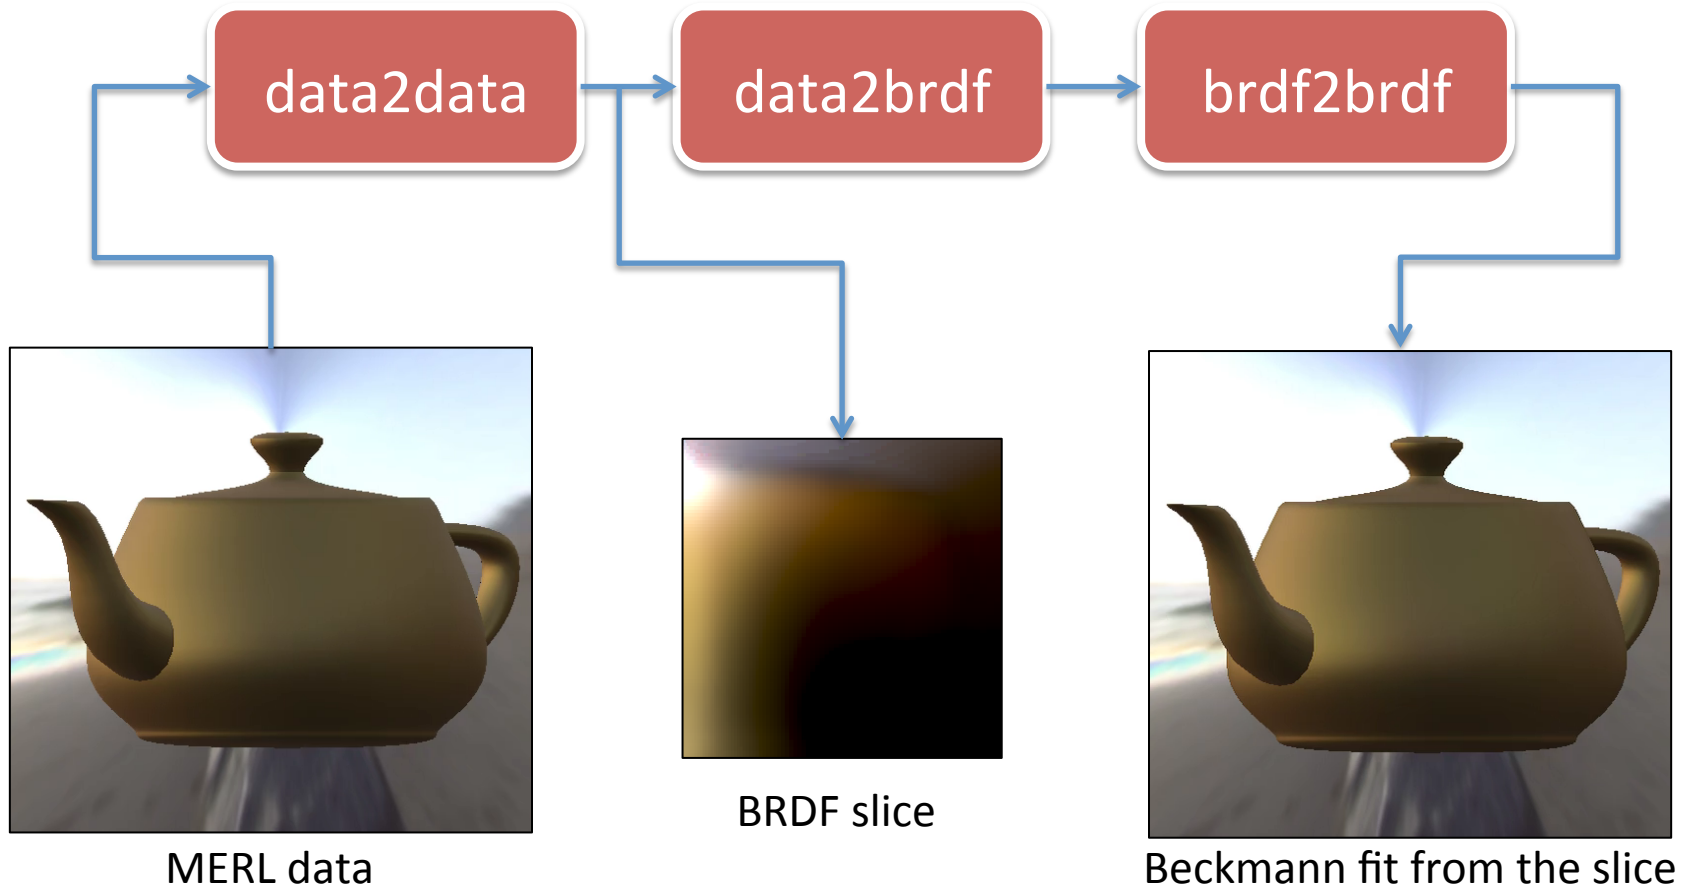 data2data
data2brdf
brdf2brdf
BRDF slice
MERL data
Beckmann fit from the slice